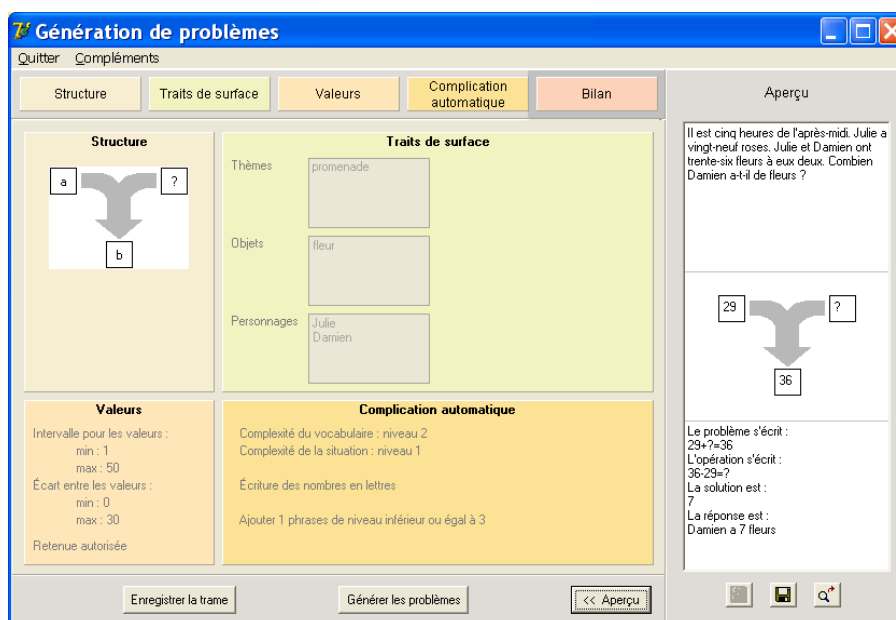 Génération de problèmes
Quitter Compléments
Structure
Traits de surface
Valeurs
Complication
automatique
Bilan
Structure
a
?
b
Traits de surface
Thèmes
promenade
Objets
fleur
Personnages
Julie
Damien
Valeurs
Intervalle pour les valeurs :
min : 1
max : 50
Écart entre les valeurs :
min : 0
max : 30
Retenue autorisée
Complication automatique
Complexité du vocabulaire : niveau 2
Complexité de la situation : niveau 1
Écriture des nombres en lettres
Ajouter 1 phrases de niveau inférieur ou égal à 3
Enregistrer la trame
Générer les problèmes
<< Aperçu
Aperçu
Il est cinq heures de l'après-midi. Julie a
vingt-neuf roses. Julie et Damien ont
trente-six fleurs à eux deux. Combien
Damien a-t-il de fleurs ?
29
?
36
Le problème s'écrit :
29+?=36
L'opération s'écrit :
36-29=?
La solution est :
7
La réponse est :
Damien a 7 fleurs